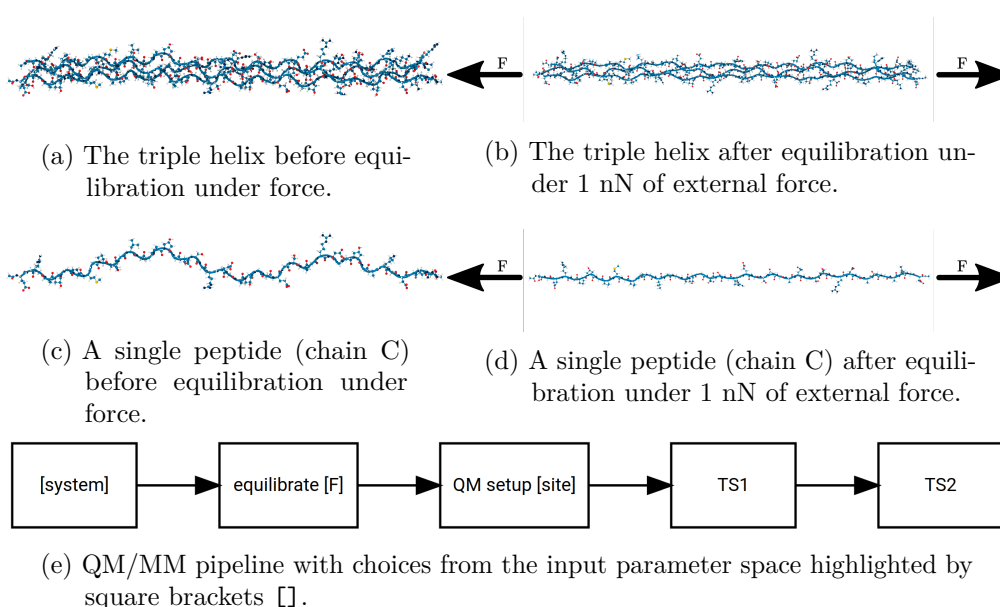 F
F
(a) The triple helix before equi-
libration under force.
(b) The triple helix after equilibration un-
der 1 nN of external force.
F
F
(c) A single peptide (chain C)
before equilibration under
force.
(d) A single peptide (chain C) after equili-
bration under 1 nN of external force.
[system]
equilibrate [F]
QM setup [site]
TS1
TS2
(e) QM/MM pipeline with choices from the input parameter space highlighted by
square brackets [].